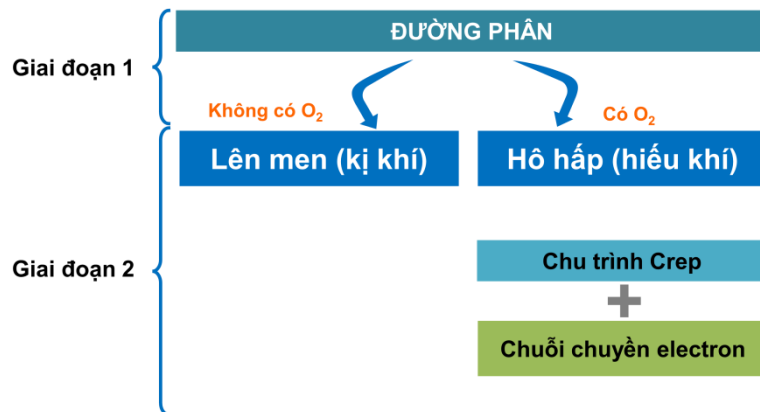 ĐƯỜNG PHÂN
Giai đoạn 1
Không có O₂
Có O₂
Lên men (kị khí)
Hô hấp (hiếu khí)
Giai đoạn 2
Chu trình Crep
+
Chuỗi chuyền electron